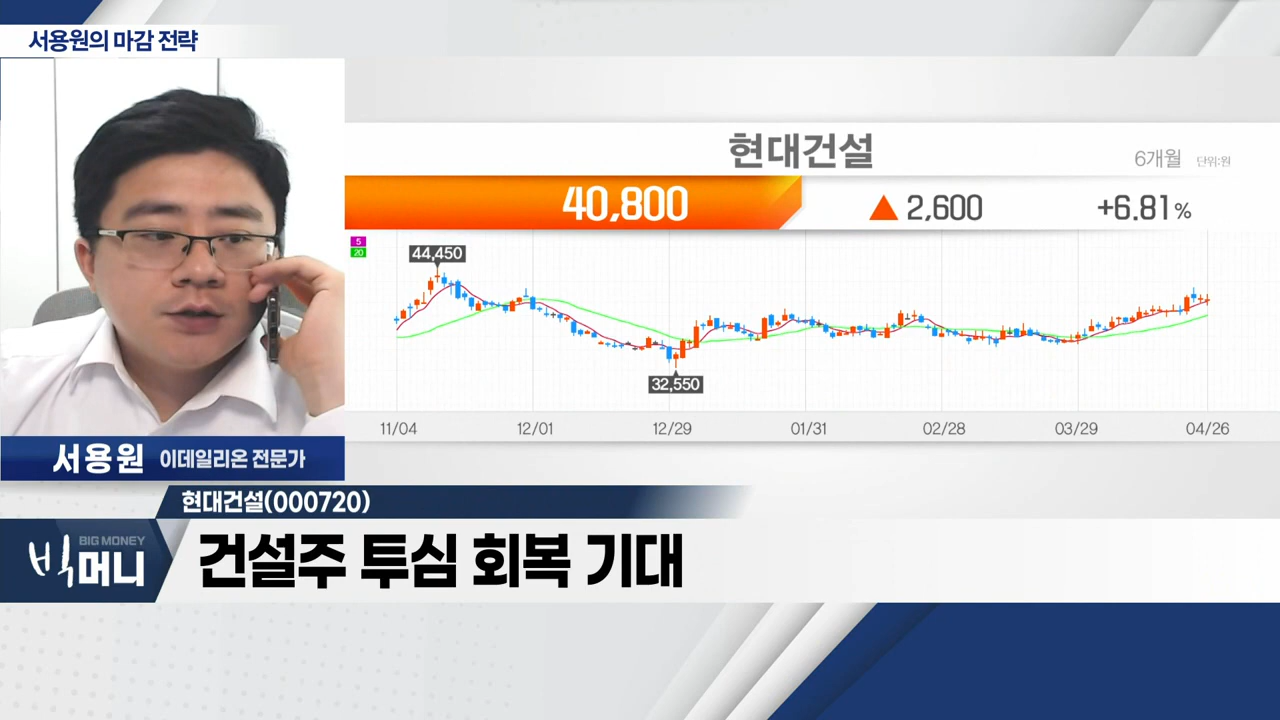 서용원의 마감 전략
현대건설
6개월 단위:원
40,800 ▲ 2,600 +6.81%
5
20
44,450
32,550
11/04 12/01 12/29 01/31 02/28 03/29 04/26
서용원 이데일리온 전문가
현대건설(000720)
BIG MONEY
빅머니
건설주 투심 회복 기대